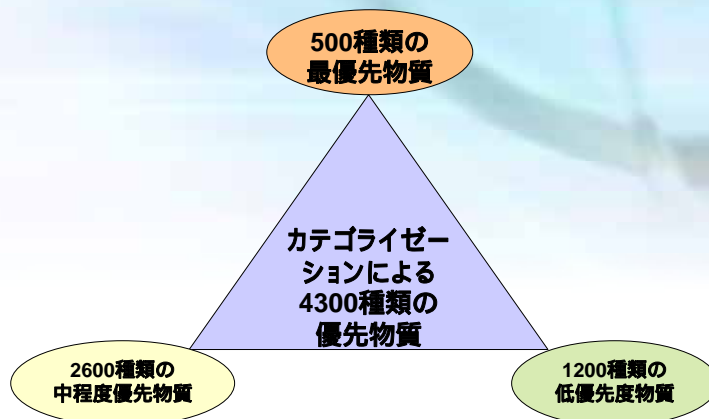 500種類の
最優先物質
カテゴライゼー
ションによる
4300種類の
優先物質
2600種類の
中程度優先物質
1200種類の
低優先度物質